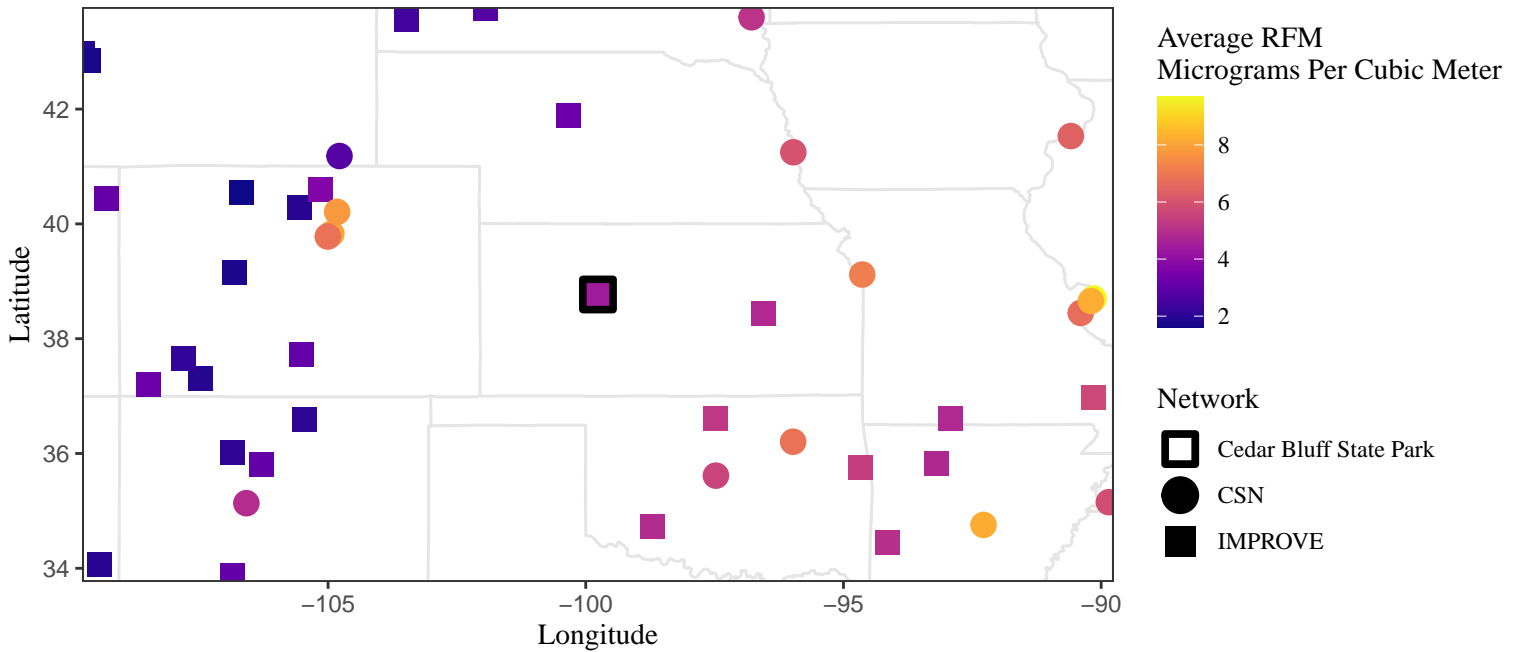 Average RFM
Micrograms Per Cubic Meter
8
6
4
2
Network
Cedar Bluff State Park
CSN
IMPROVE
Latitude
42
40
38
36
34
−105
−100
−95
−90
Longitude